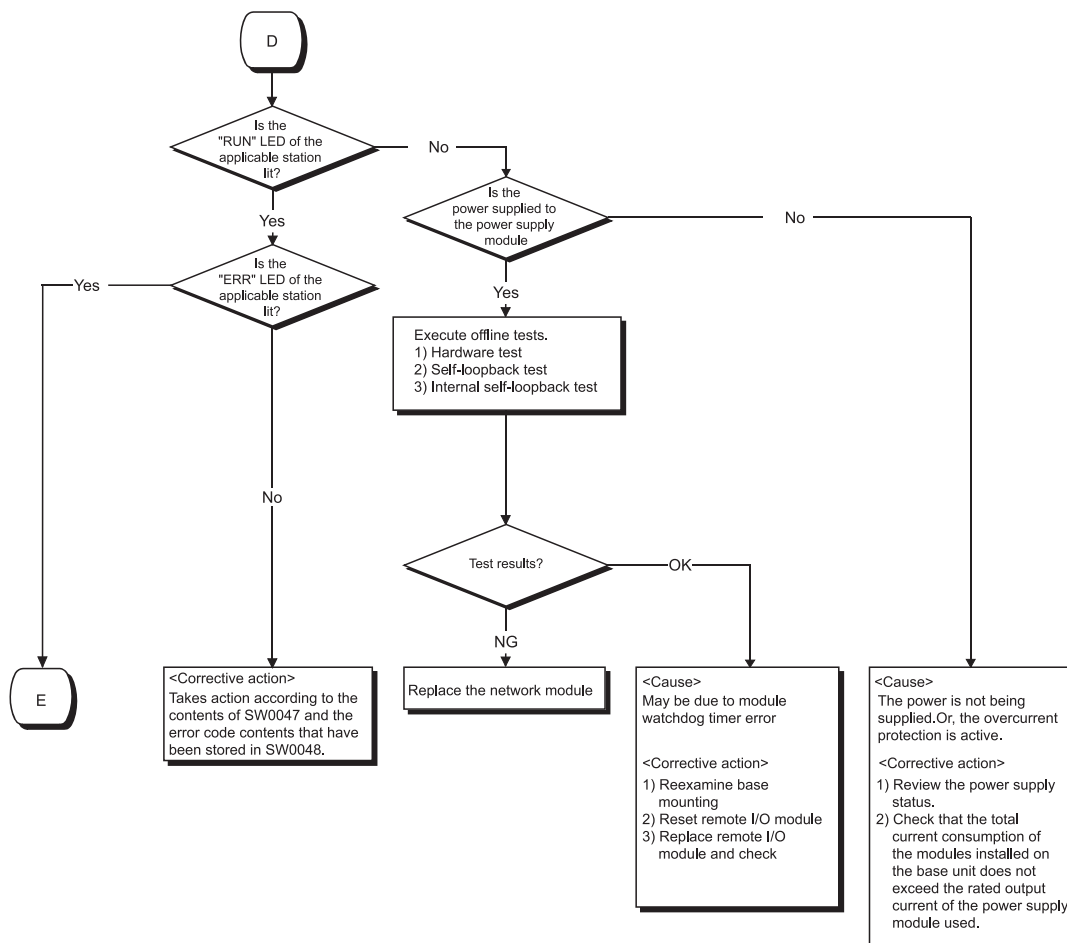 D
Is the
"RUN" LED of the
applicable station
lit?
No
Is the
power supplied to
the power supply
module
No
Yes
Is the
"ERR" LED of the
applicable station
lit?
Yes
Yes
Execute offline tests.
1) Hardware test
2) Self-loopback test
3) Internal self-loopback test
No
Test results?
OK
NG
E
<Corrective action>
Takes action according to the
contents of SW0047 and the
error code contents that have
been stored in SW0048.
Replace the network module
<Cause>
May be due to module
watchdog timer error
<Corrective action>
1) Reexamine base
mounting
2) Reset remote I/O module
3) Replace remote I/O
module and check
<Cause>
The power is not being
supplied.Or, the overcurrent
protection is active.
<Corrective action>
1) Review the power supply
status.
2) Check that the total
current consumption of
the modules installed on
the base unit does not
exceed the rated output
current of the power supply
module used.